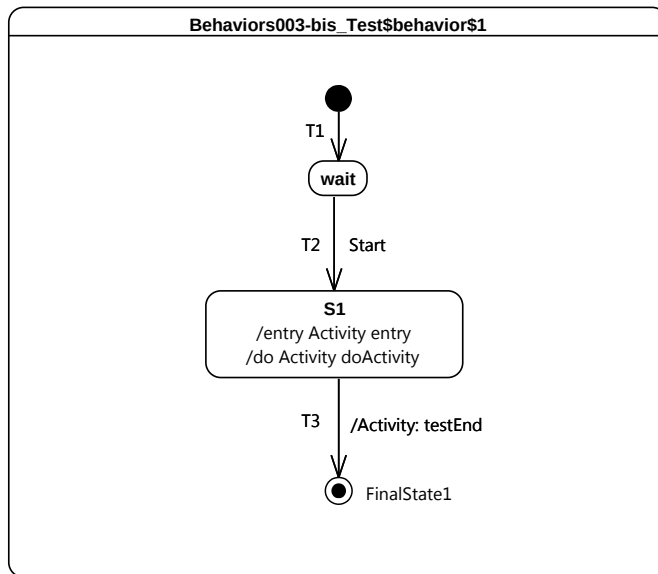 Behaviors003-bis_Test$behavior$1
T1
wait
T2 Start
S1
/entry Activity entry
/do Activity doActivity
T3 /Activity: testEnd
FinalState1